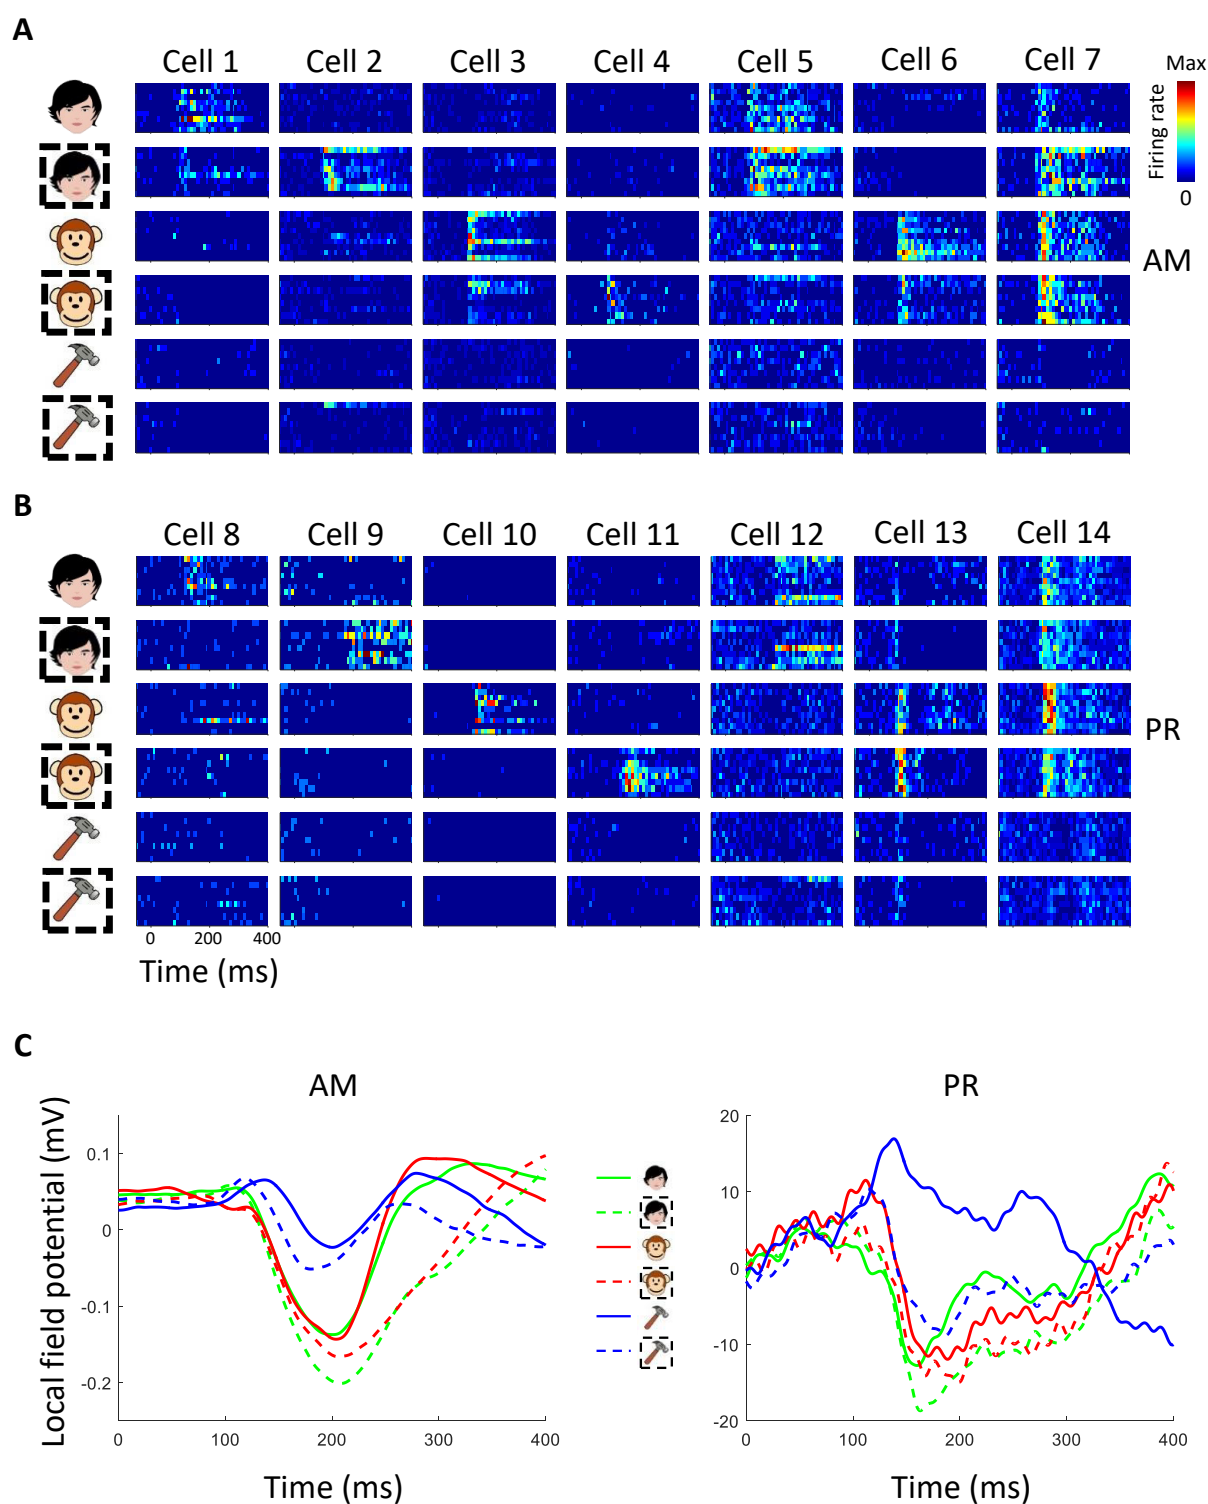 A
Cell 1 Cell 2 Cell 3 Cell 4 Cell 5 Cell 6 Cell 7
Max
Firing rate
0
AM
B
Cell 8 Cell 9 Cell 10 Cell 11 Cell 12 Cell 13 Cell 14
PR
0 200 400
Time (ms)
C
AM
Local field potential (mV)
0.1
0
-0.1
-0.2
0 100 200 300 400
Time (ms)
PR
20
10
0
-10
-20
0 100 200 300 400
Time (ms)